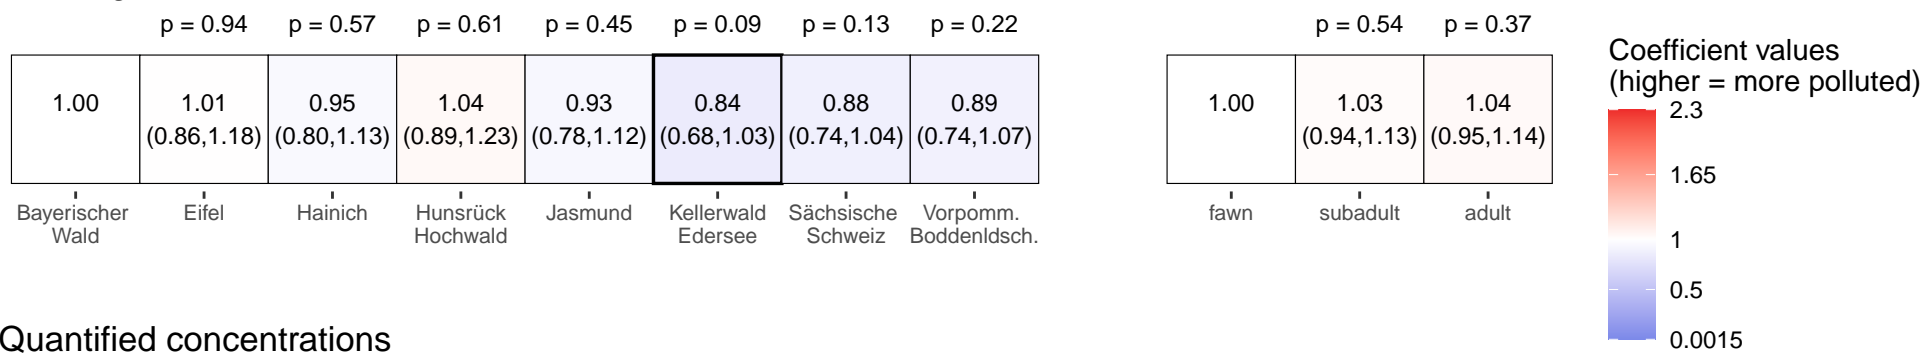 p = 0.94 p = 0.57 p = 0.61 p = 0.45 p = 0.09 p = 0.13 p = 0.22 p = 0.54 p = 0.37
Coefficient values
(higher = more polluted)
1.00 1.01 0.95 1.04 0.93 0.84 0.88 0.89 1.00 1.03 1.04
(0.86,1.18) (0.80,1.13) (0.89,1.23) (0.78,1.12) (0.68,1.03) (0.74,1.04) (0.74,1.07) (0.94,1.13) (0.95,1.14)
2.3
1.65
1
0.5
0.0015
Bayerischer Eifel Hainich Hunsrück Jasmund Kellerwald Sächsische Vorpomm. fawn subadult adult
Wald Hochwald Edersee Schweiz Boddenldsch.
Quantified concentrations